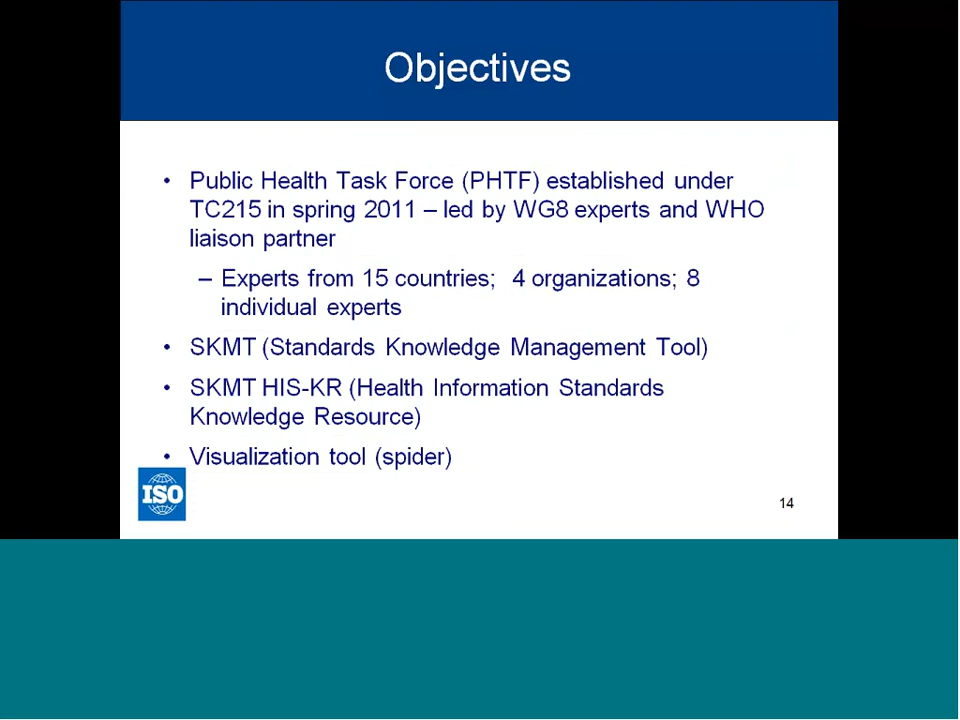 Objectives
• Public Health Task Force (PHTF) established under
TC215 in spring 2011 – led by WG8 experts and WHO
liaison partner
– Experts from 15 countries; 4 organizations; 8
individual experts
• SKMT (Standards Knowledge Management Tool)
• SKMT HIS-KR (Health Information Standards
Knowledge Resource)
• Visualization tool (spider)
ISO
14